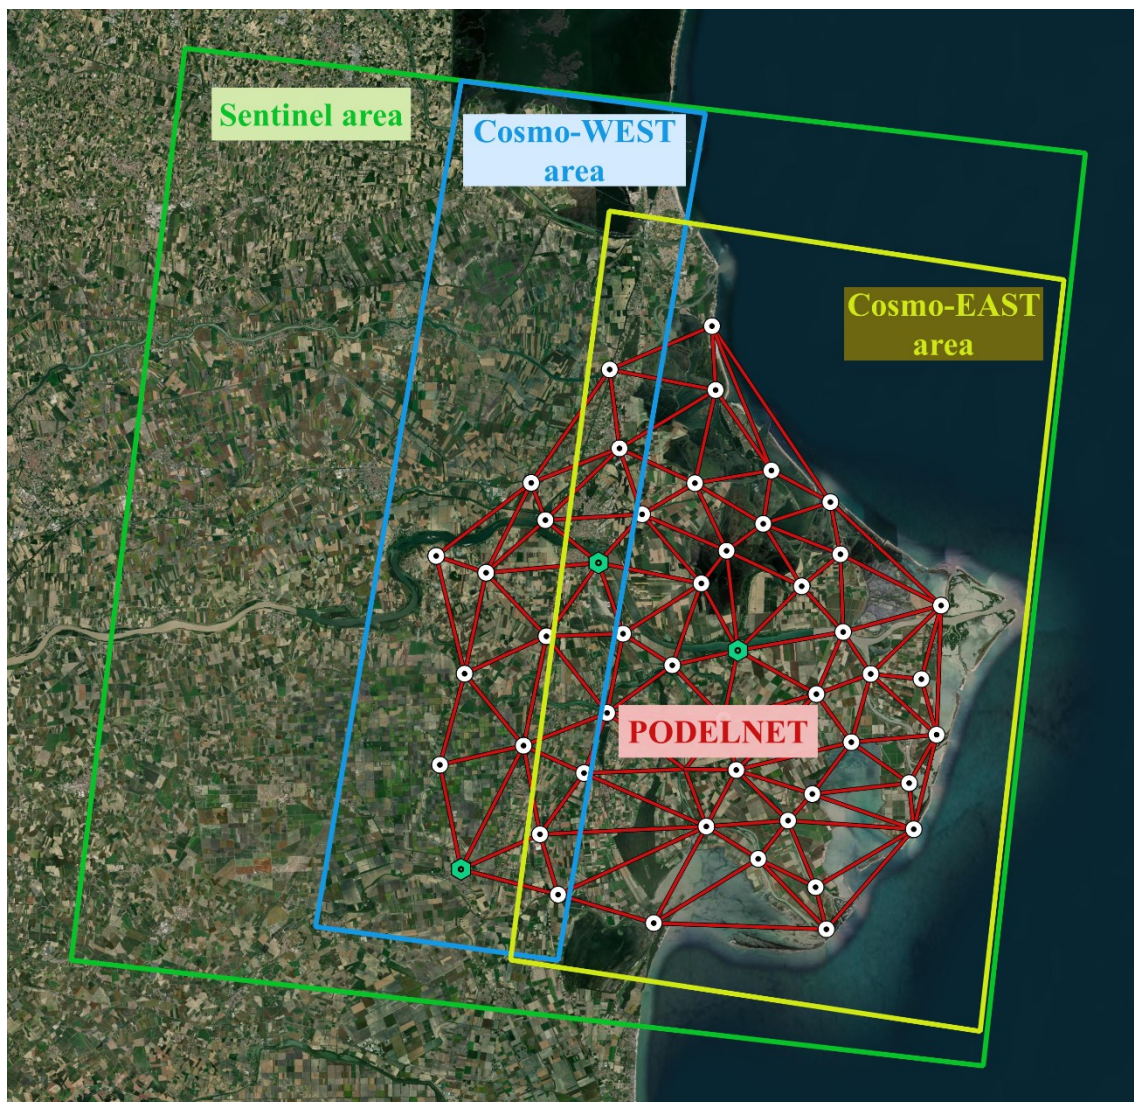 Sentinel area
Cosmo-WEST
area
Cosmo-EAST
area
PODELNET